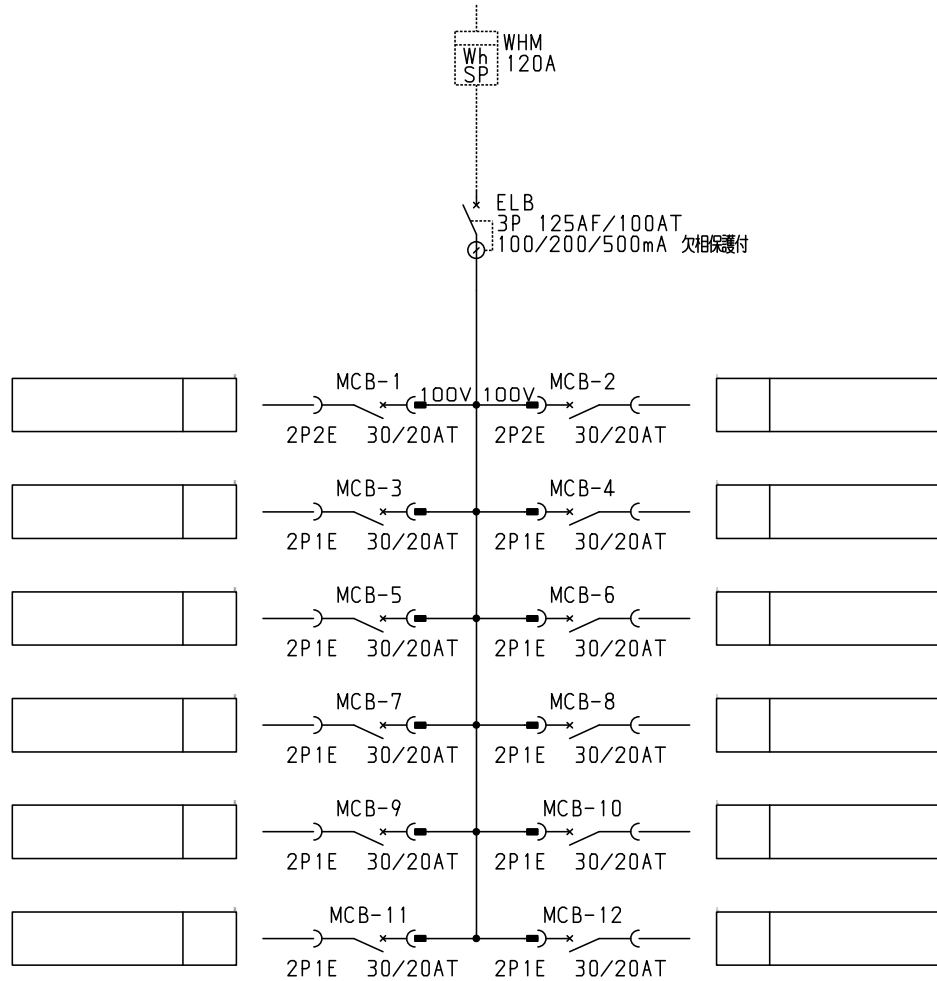 WHM
Wh 120A
SP
ELB
3P 125AF/100AT
100/200/500mA 欠相保護付
MCB-1 100V 100V MCB-2
2P2E 30/20AT 2P2E 30/20AT
MCB-3 MCB-4
2P1E 30/20AT 2P1E 30/20AT
MCB-5 MCB-6
2P1E 30/20AT 2P1E 30/20AT
MCB-7 MCB-8
2P1E 30/20AT 2P1E 30/20AT
MCB-9 MCB-10
2P1E 30/20AT 2P1E 30/20AT
MCB-11 MCB-12
2P1E 30/20AT 2P1E 30/20AT